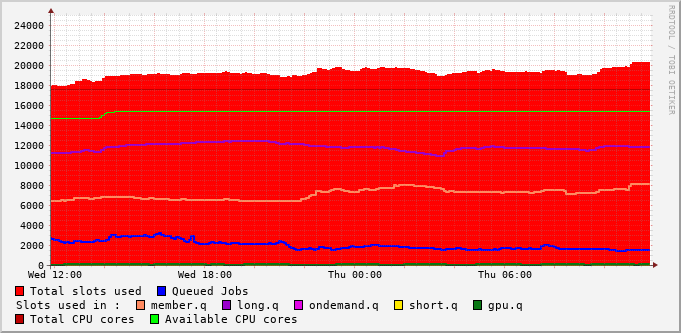 24000
22000
20000
18000
16000
14000
12000
10000
8000
6000
4000
2000
0
Wed 12:00 Wed 18:00 Thu 00:00 Thu 06:00
Total slots used Queued Jobs
Slots used in : member.q long.q ondemand.q short.q gpu.q
Total CPU cores Available CPU cores
RRDTOOL / TOBI OETIKER